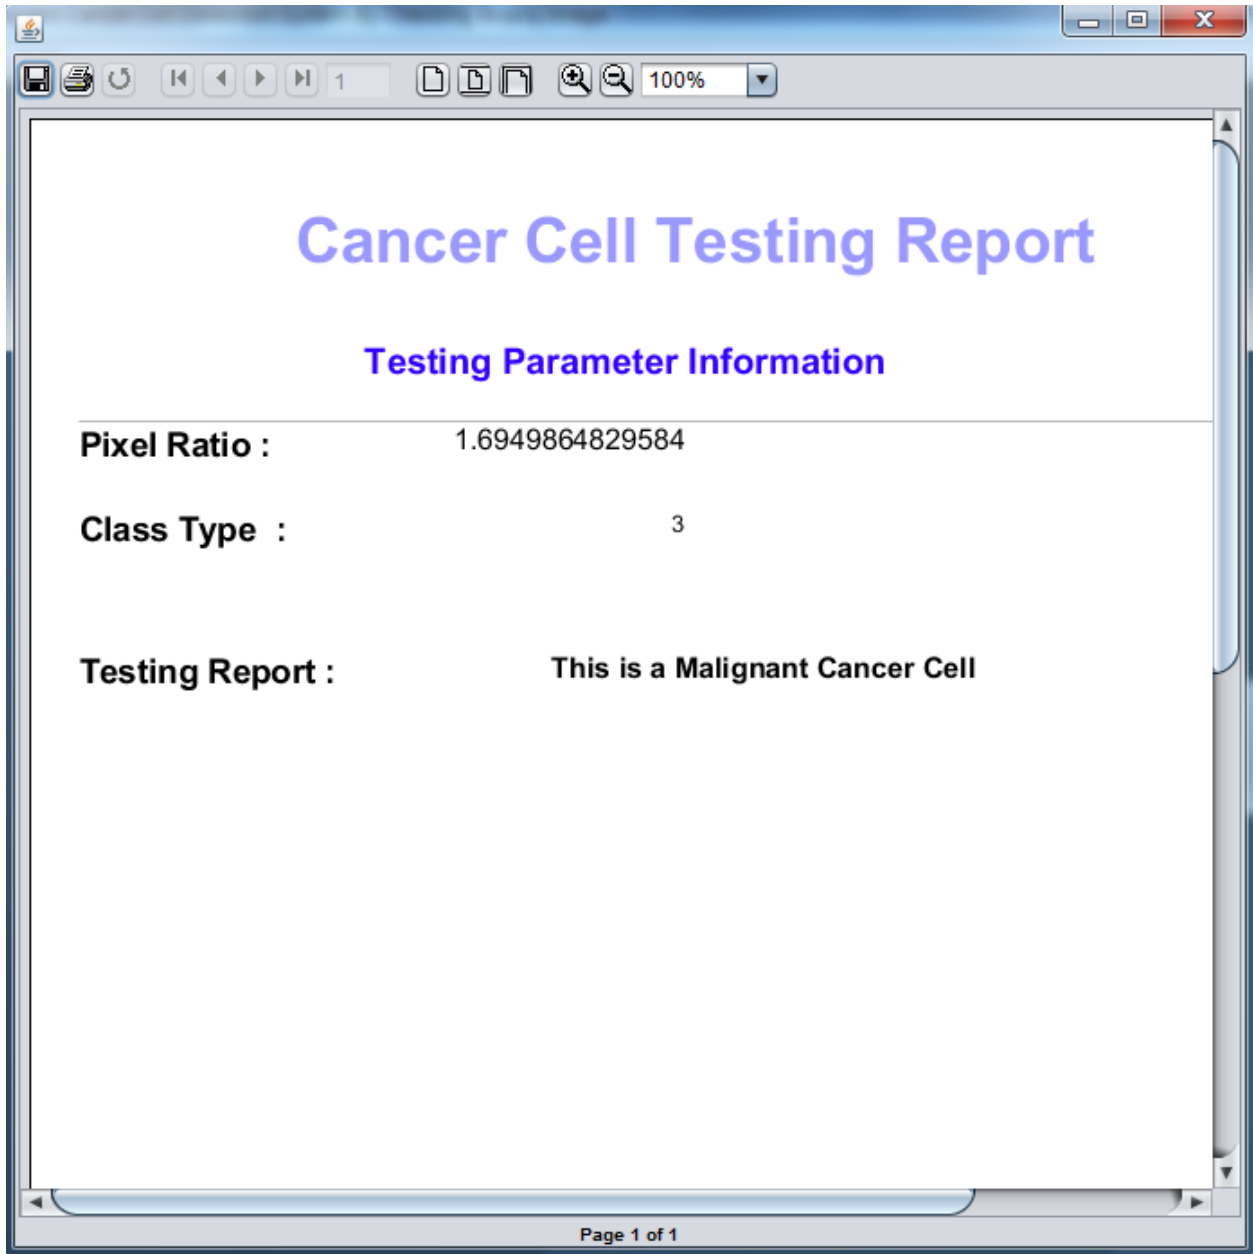 1
100%
Cancer Cell Testing Report
Testing Parameter Information
Pixel Ratio : 1.6949864829584
Class Type : 3
Testing Report : This is a Malignant Cancer Cell
Page 1 of 1